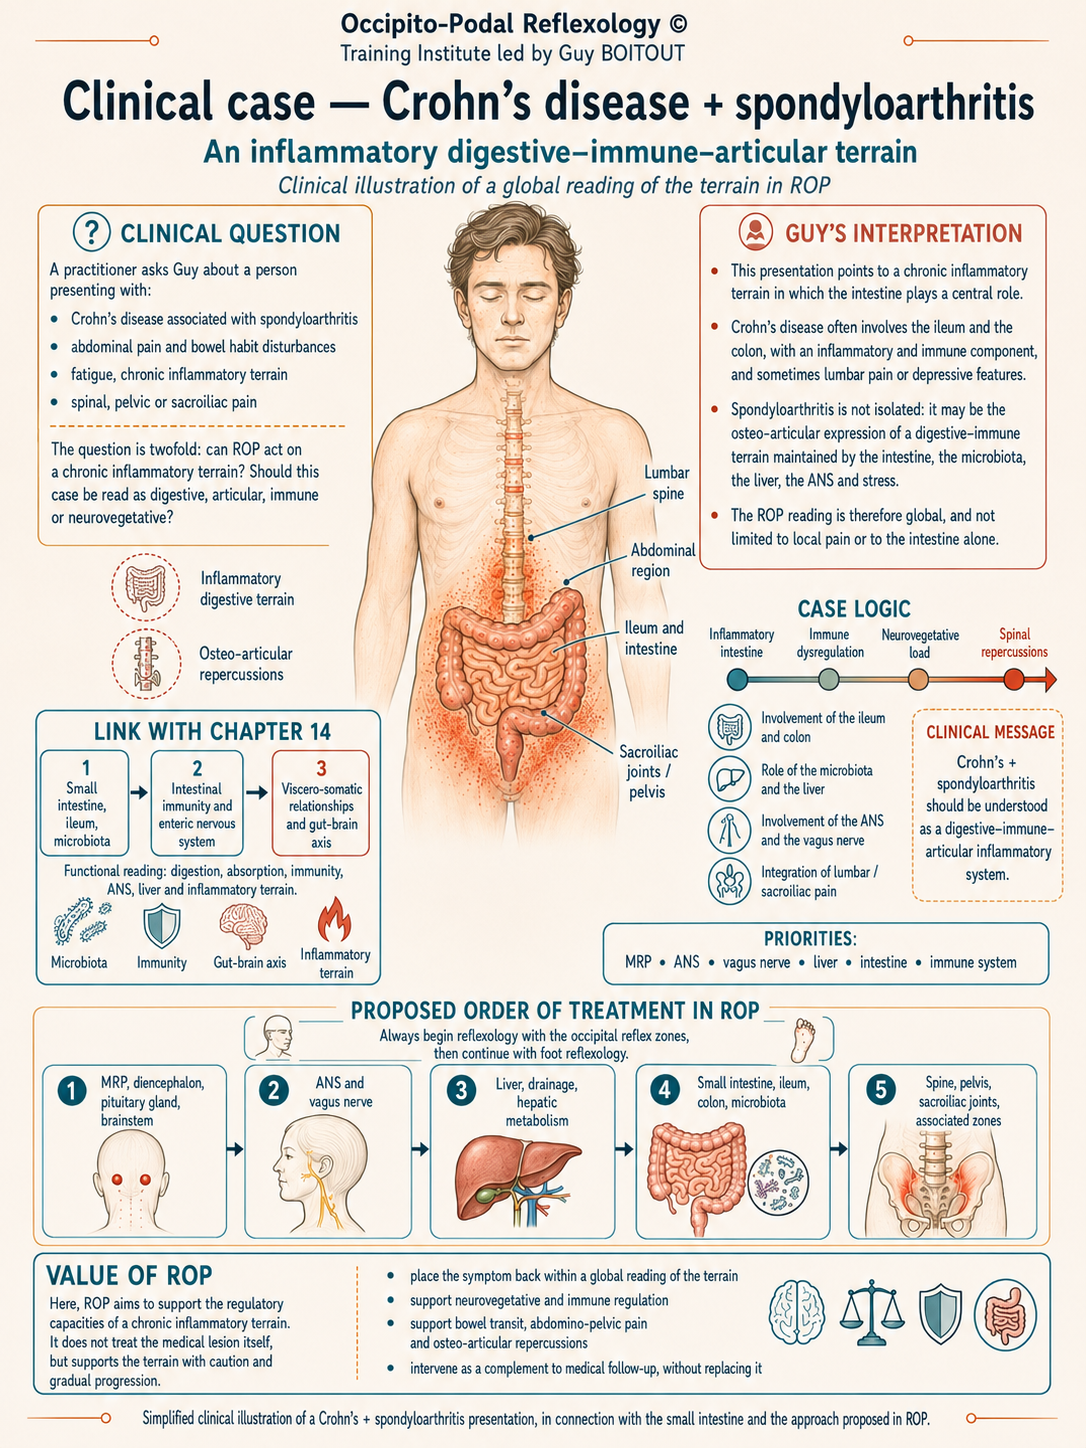 Occipito-Podal Reflexology ©
Training Institute led by Guy BOITOUT
Clinical case — Crohn's disease + spondyloarthritis
An inflammatory digestive–immune–articular terrain
Clinical illustration of a global reading of the terrain in ROP
? CLINICAL QUESTION
A practitioner asks Guy about a person
presenting with:
• Crohn's disease associated with spondyloarthritis
• abdominal pain and bowel habit disturbances
• fatigue, chronic inflammatory terrain
• spinal, pelvic or sacroiliac pain
The question is twofold: can ROP act on
a chronic inflammatory terrain? Should this
case be read as digestive, articular, immune
or neurovegetative?
Inflammatory
digestive terrain
Osteo-articular
repercussions
Lumbar
spine
Abdominal
region
Ileum and
intestine
Sacroiliac
joints /
pelvis
GUY'S INTERPRETATION
• This presentation points to a chronic inflammatory
terrain in which the intestine plays a central role.
• Crohn's disease often involves the ileum and the
colon, with an inflammatory and immune component,
and sometimes lumbar pain or depressive features.
• Spondyloarthritis is not isolated: it may be the
osteo-articular expression of a digestive–immune
terrain maintained by the intestine, the microbiota,
the liver, the ANS and stress.
• The ROP reading is therefore global, and not
limited to local pain or to the intestine alone.
CASE LOGIC
Inflammatory
intestine
Immune
dysregulation
Neurovegetative
load
Spinal
repercussions
Involvement of the ileum
and colon
Role of the microbiota
and the liver
Involvement of the ANS
and the vagus nerve
Integration of lumbar /
sacroiliac pain
CLINICAL MESSAGE
Crohn's +
spondyloarthritis
should be understood
as a digestive–immune–
articular inflammatory
system.
LINK WITH CHAPTER 14
1
Small
intestine,
ileum,
microbiota
2
Intestinal
immunity and
enteric nervous
system
3
Viscero-somatic
relationships
and gut-brain
axis
Functional reading: digestion, absorption, immunity,
ANS, liver and inflammatory terrain.
Microbiota
Immunity
Gut-brain axis
Inflammatory
terrain
PRIORITIES:
MRP • ANS • vagus nerve • liver • intestine • immune system
PROPOSED ORDER OF TREATMENT IN ROP
Always begin reflexology with the occipital reflex zones,
then continue with foot reflexology.
1
MRP, diencephalon,
pituitary gland,
brainstem
2
ANS and
vagus nerve
3
Liver, drainage,
hepatic
metabolism
4
Small intestine, ileum,
colon, microbiota
5
Spine, pelvis,
sacroiliac joints,
associated zones
VALUE OF ROP
Here, ROP aims to support the regulatory
capacities of a chronic inflammatory terrain.
It does not treat the medical lesion itself,
but supports the terrain with caution and
gradual progression.
• place the symptom back within a global reading of the terrain
• support neurovegetative and immune regulation
• support bowel transit, abdomino-pelvic pain
and osteo-articular repercussions
• intervene as a complement to medical follow-up, without replacing it
Simplified clinical illustration of a Crohn's + spondyloarthritis presentation, in connection with the small intestine and the approach proposed in ROP.